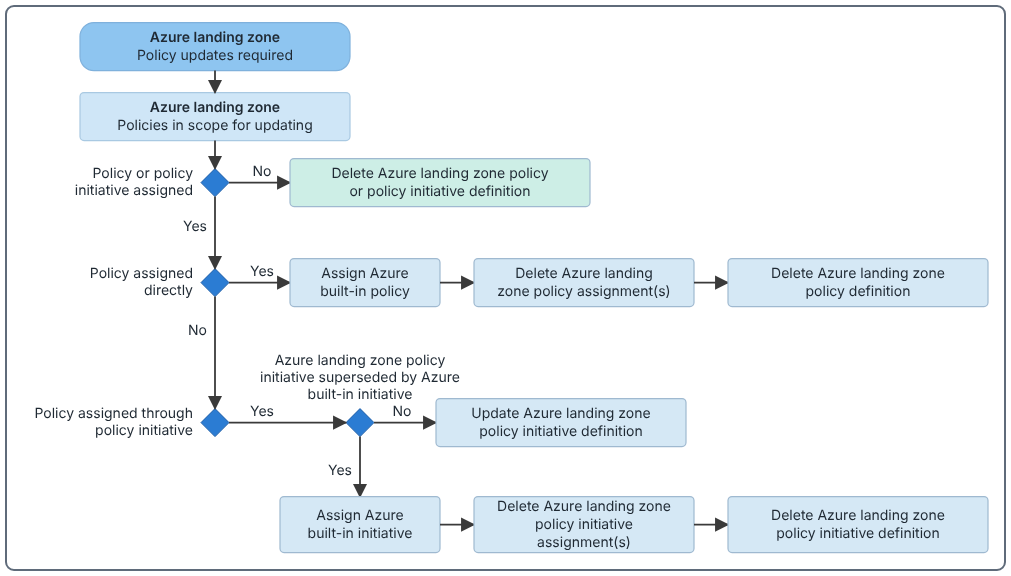 Azure landing zone
Policy updates required
Azure landing zone
Policies in scope for updating
Policy or policy
initiative assigned
No
Delete Azure landing zone policy
or policy initiative definition
Yes
Policy assigned
directly
Yes
Assign Azure
built-in policy
Delete Azure landing
zone policy assignment(s)
Delete Azure landing zone
policy definition
No
Azure landing zone policy
initiative superseded by Azure
built-in initiative
Policy assigned through
policy initiative
Yes
No
Update Azure landing zone
policy initiative definition
Yes
Assign Azure
built-in initiative
Delete Azure landing zone
policy initiative
assignment(s)
Delete Azure landing zone
policy initiative definition